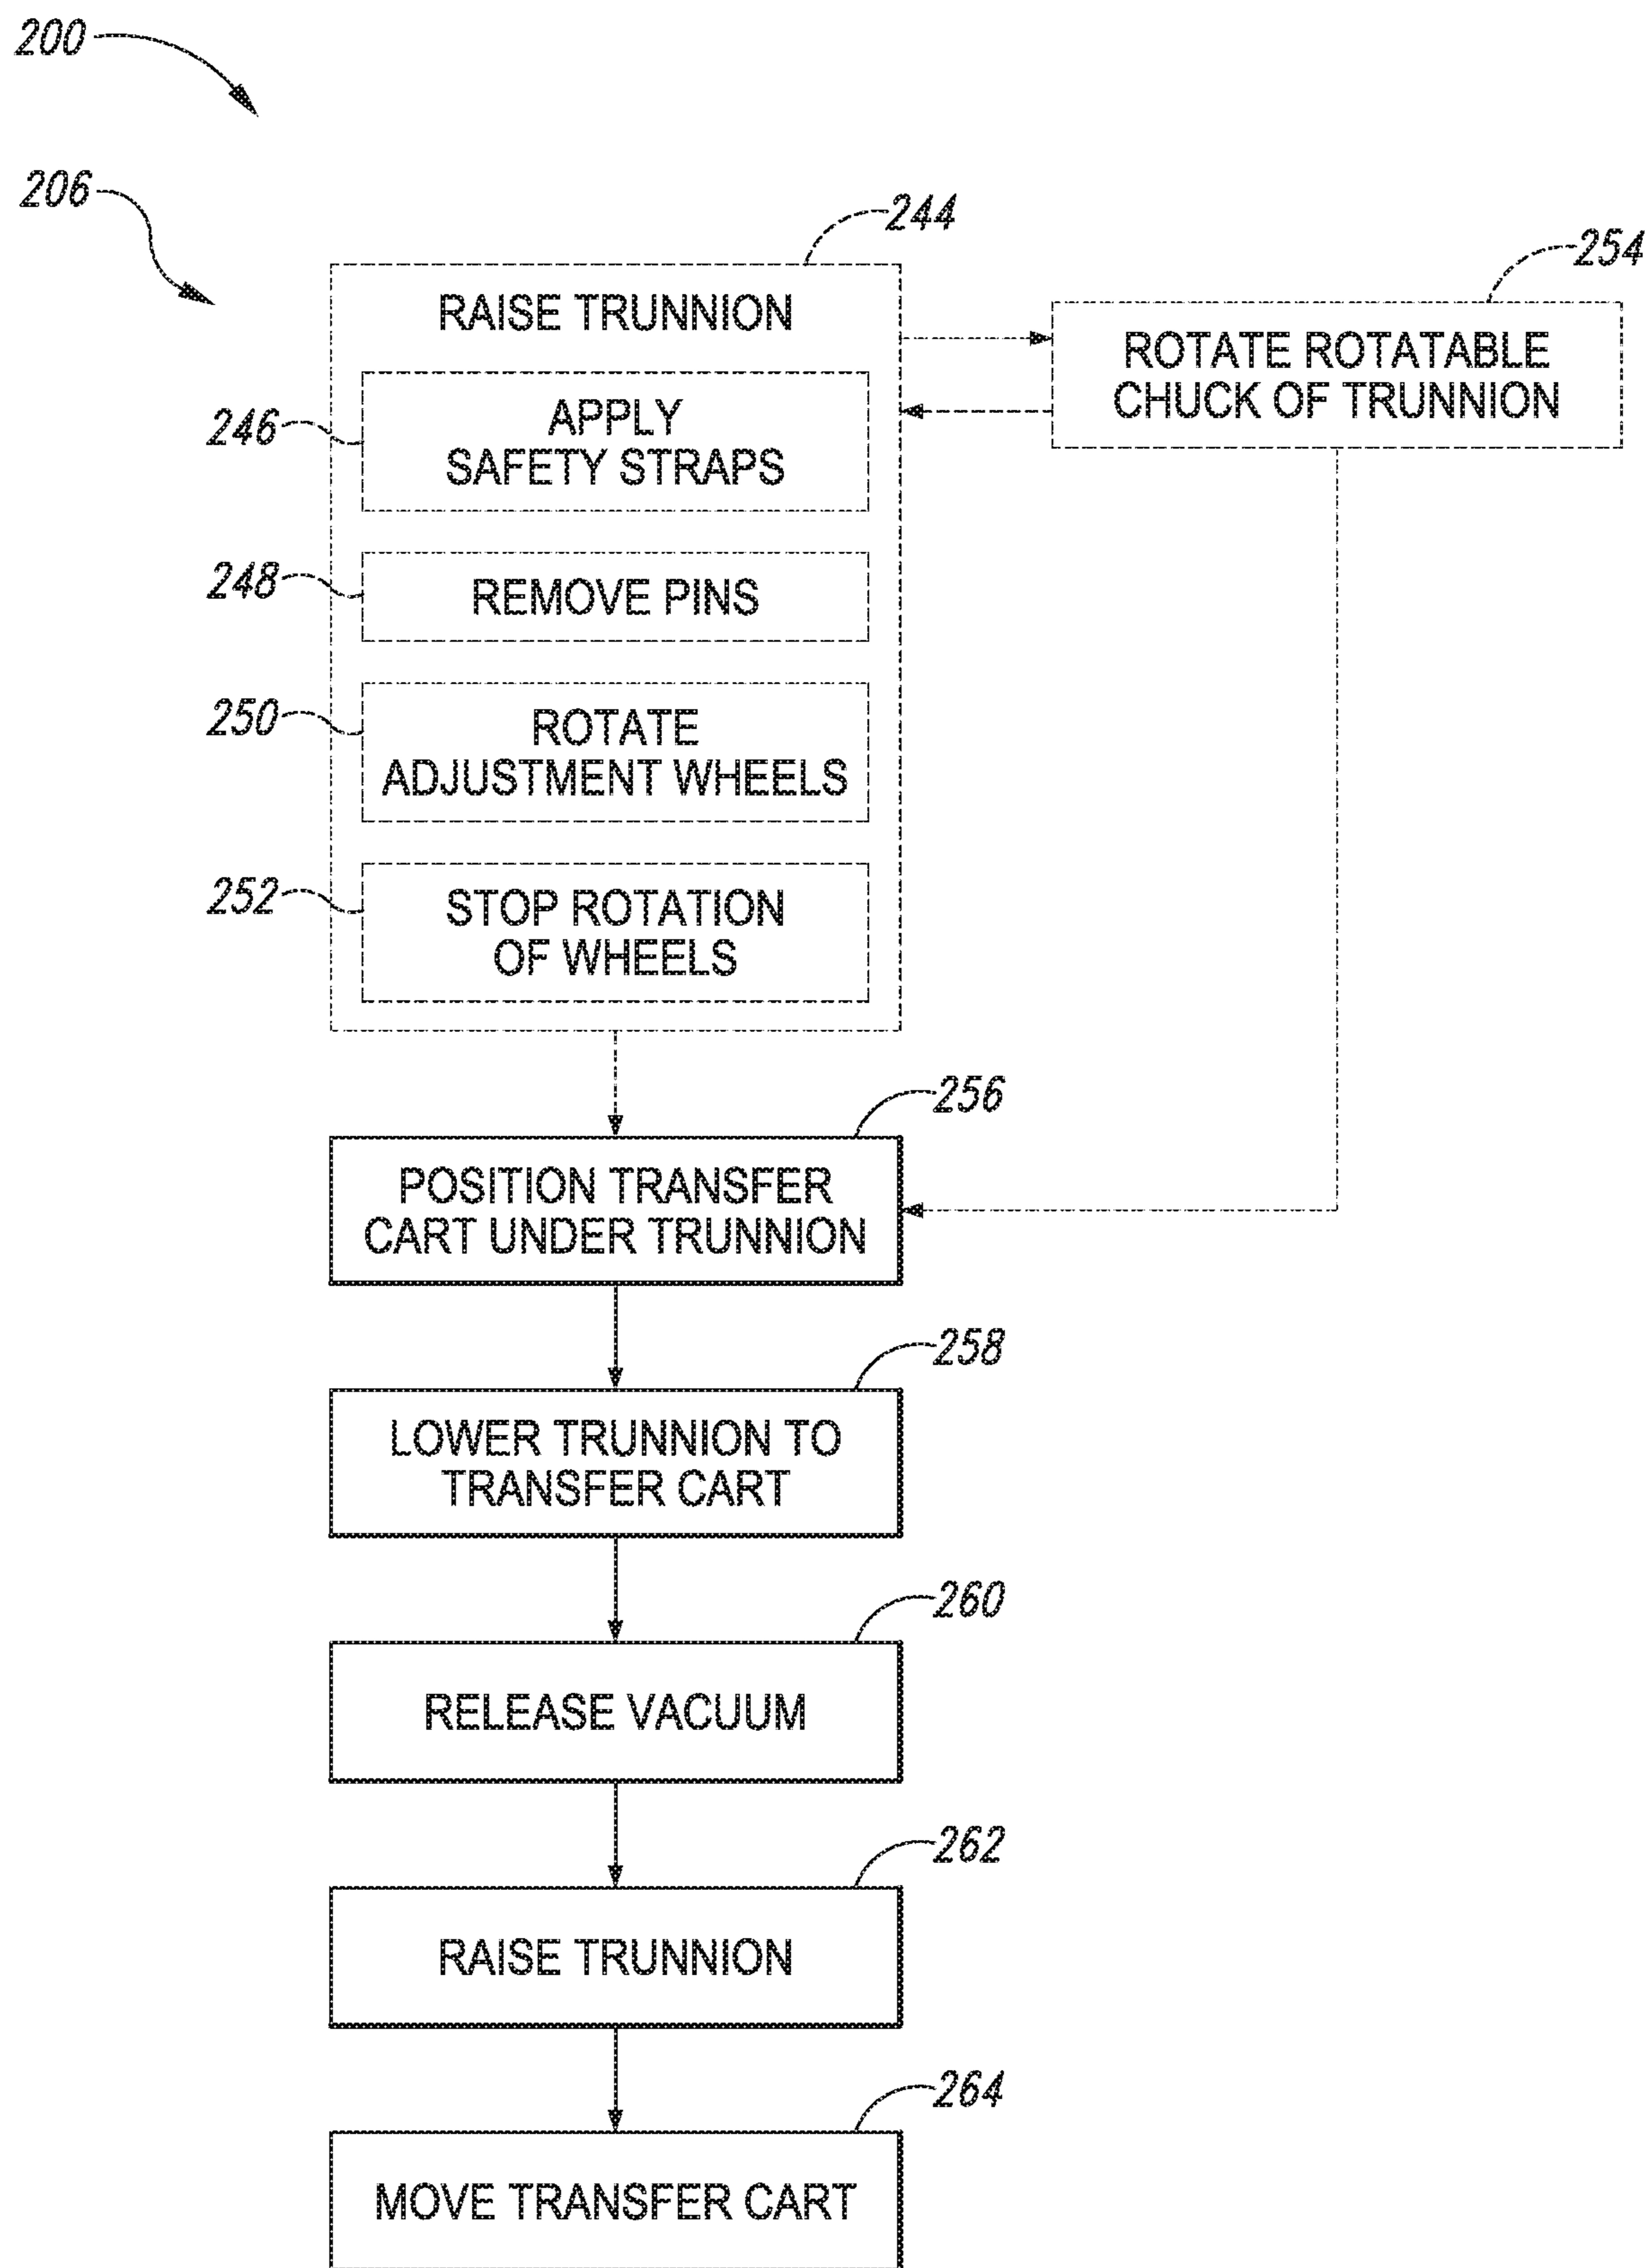 200
206
244
RAISE TRUNNION
254
ROTATE ROTATABLE
CHUCK OF TRUNNION
246
APPLY
SAFETY STRAPS
248
REMOVE PINS
250
ROTATE
ADJUSTMENT WHEELS
252
STOP ROTATION
OF WHEELS
256
POSITION TRANSFER
CART UNDER TRUNNION
258
LOWER TRUNNION TO
TRANSFER CART
260
RELEASE VACUUM
262
RAISE TRUNNION
264
MOVE TRANSFER CART